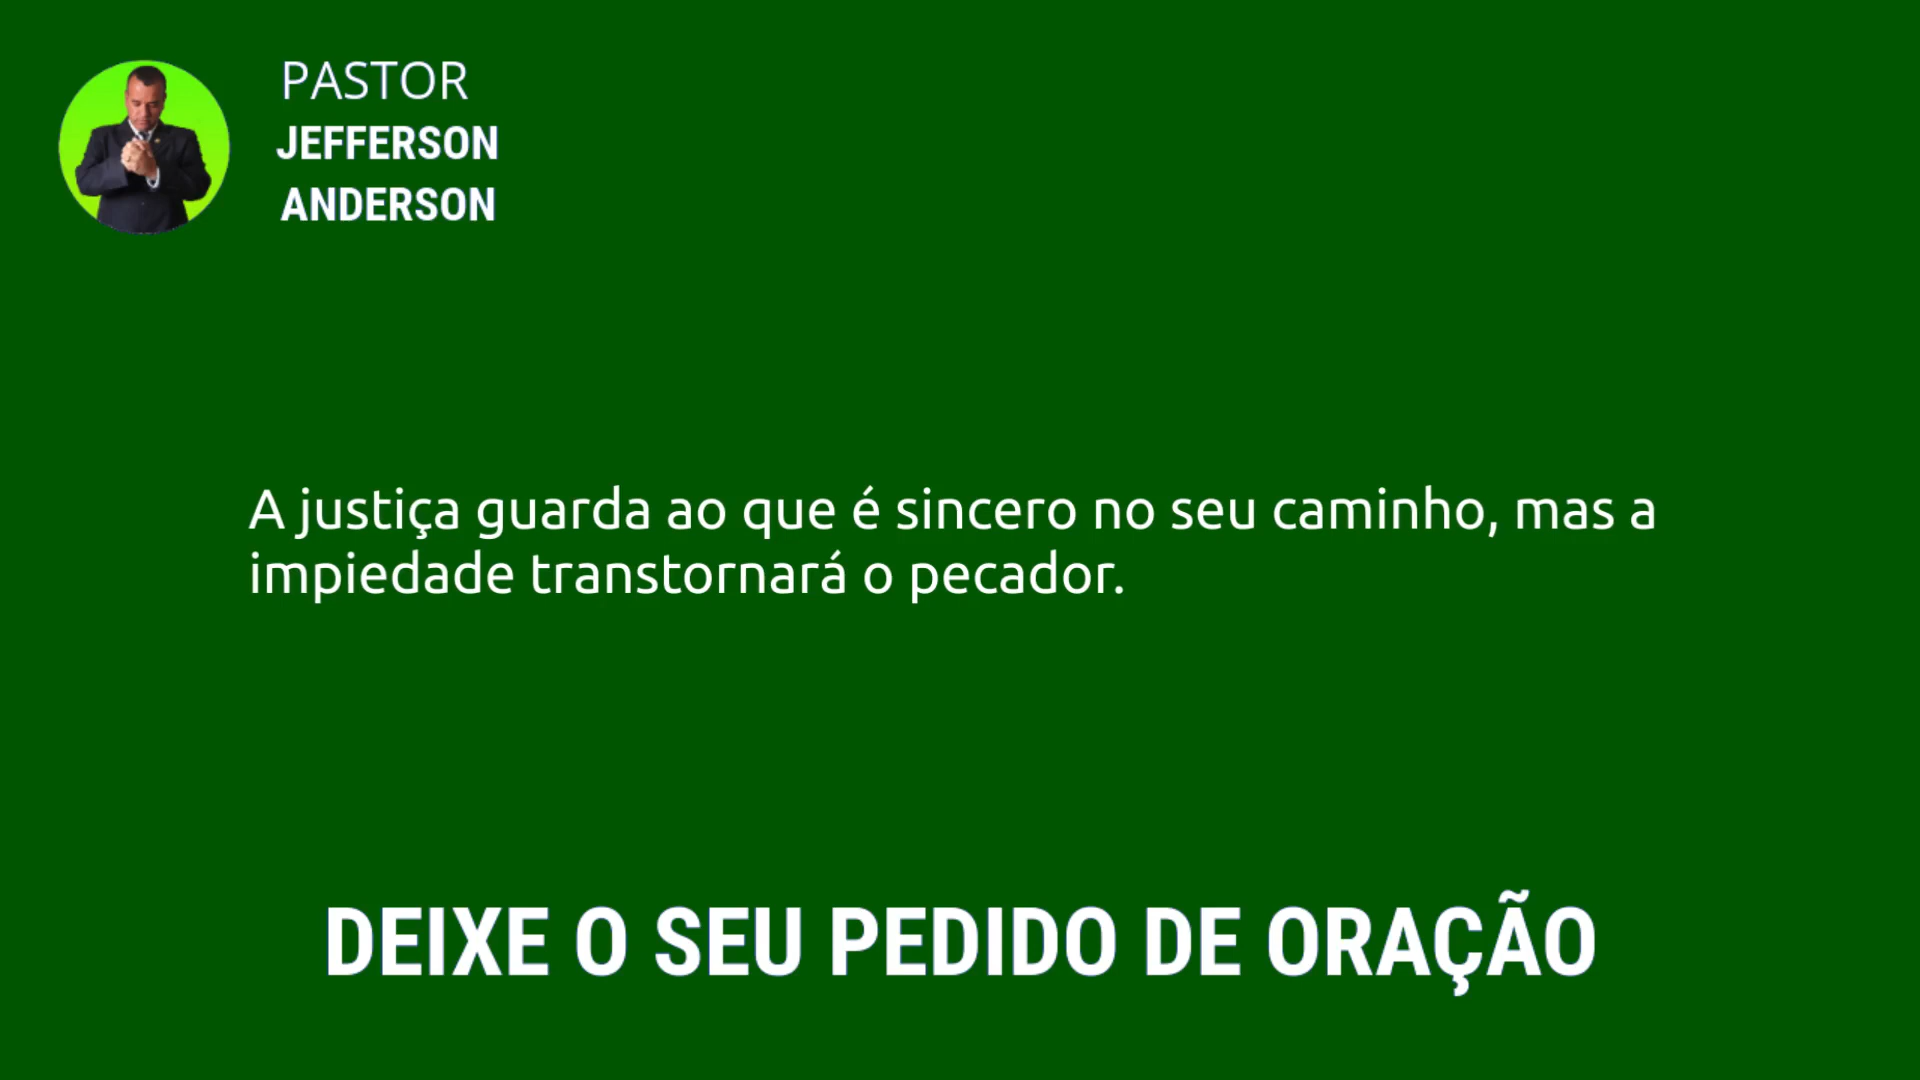 PASTOR
JEFFERSON
ANDERSON
A justiça guarda ao que é sincero no seu caminho, mas a
impiedade transtornará o pecador.
DEIXE O SEU PEDIDO DE ORAÇÃO